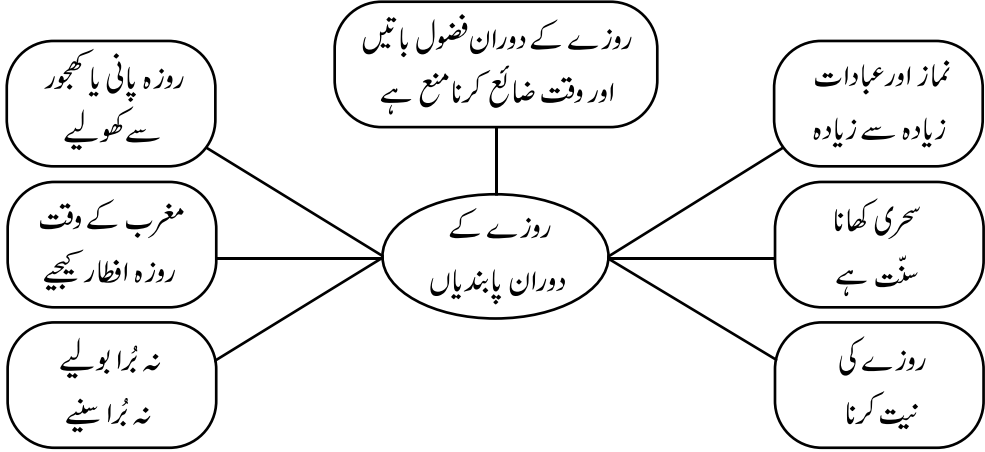 روزے کے دوران فضول باتیں
اور وقت ضائع کرنا منع ہے
نماز اور عبادات
زیادہ سے زیادہ
سحری کھانا
سنّت ہے
روزے کی
نیت کرنا
روزے کے
دوران پابندیاں
روزہ پانی یا کھجور
سے کھولیے
مغرب کے وقت
روزہ افطار کیجیے
نہ بُرا بولیے
نہ بُرا سنیے